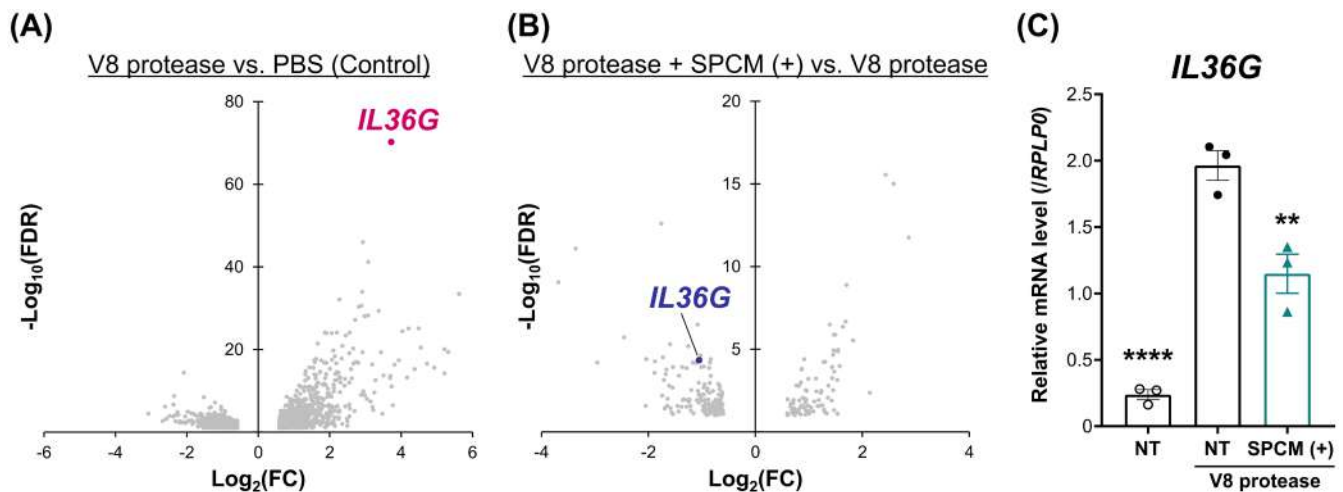 (A)
V8 protease vs. PBS (Control)
-Log10(FDR)
80
60
40
20
IL36G
-6
-4
-2
0
2
4
6
Log2(FC)
(B)
V8 protease + SPCM (+) vs. V8 protease
-Log10(FDR)
20
15
10
5
IL36G
-4
-2
0
2
4
Log2(FC)
(C)
IL36G
Relative mRNA level (/RPLP0)
2.5
2.0
1.5
1.0
0.5
0
****
**
NT
NT
SPCM (+)
V8 protease